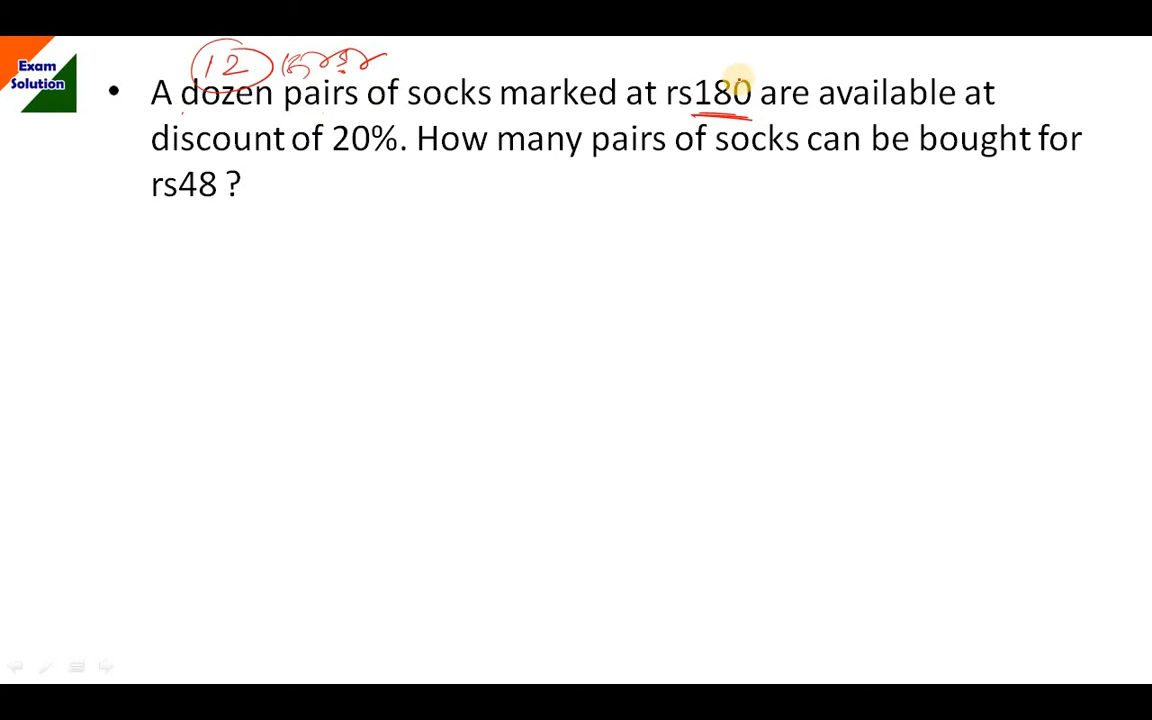 Exam
Solution
12
• A dozen pairs of socks marked at rs180 are available at
discount of 20%. How many pairs of socks can be bought for
rs48 ?